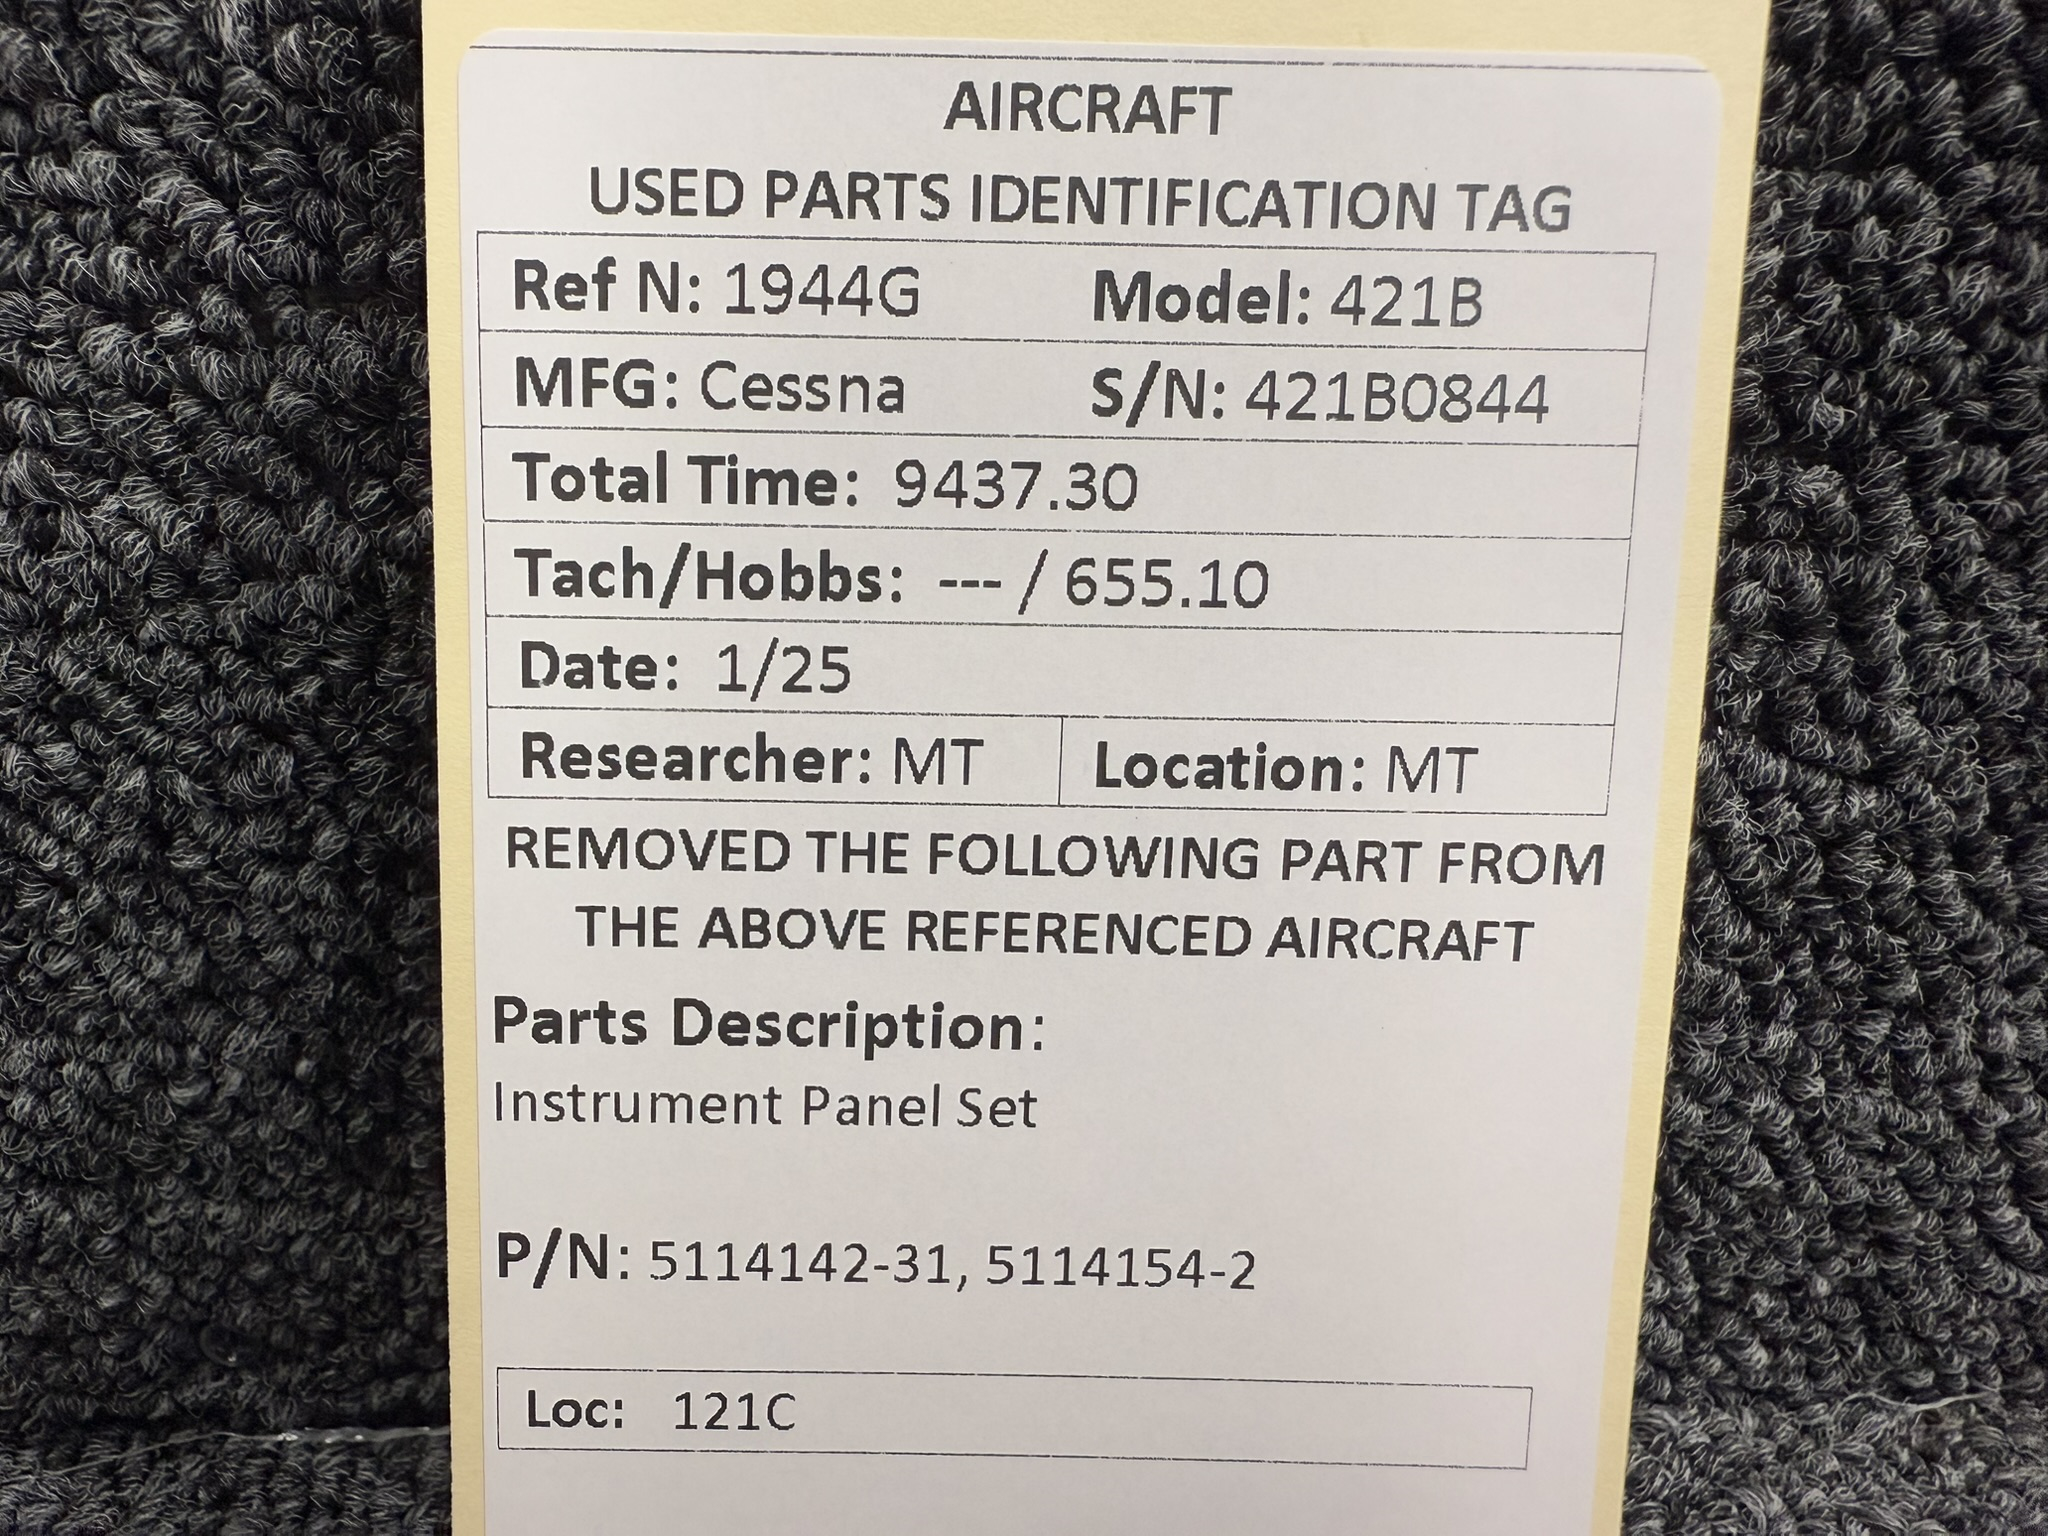 AIRCRAFT
USED PARTS IDENTIFICATION TAG
Ref N: 1944G Model: 421B
MFG: Cessna S/N: 421B0844
Total Time: 9437.30
Tach/Hobbs: --- / 655.10
Date: 1/25
Researcher: MT Location: MT
REMOVED THE FOLLOWING PART FROM
THE ABOVE REFERENCED AIRCRAFT
Parts Description:
Instrument Panel Set
P/N: 5114142-31, 5114154-2
Loc: 121C